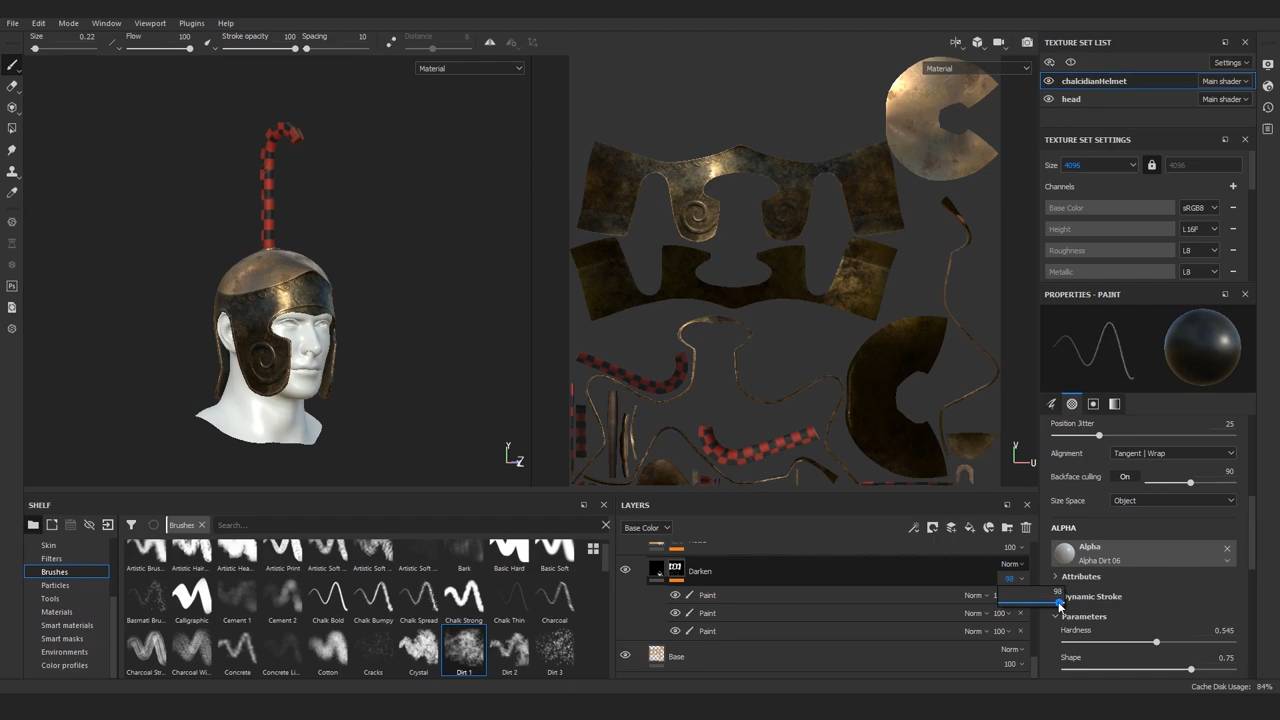 File Edit Mode Window Viewport Plugins Help
Size 0.22 Flow 100 Stroke opacity 100 Spacing 10 Distance 8
Material
Material
Y
Z
Y
U
TEXTURE SET LIST
Settings
chalcidianHelmet Main shader
head Main shader
TEXTURE SET SETTINGS
Size 4096 4096
Channels
Base Color sRGB8
Height L16F
Roughness L8
Metallic L8
PROPERTIES - PAINT
Position Jitter 25
Alignment Tangent | Wrap
Backface culling On 90
Size Space Object
ALPHA
Alpha
Alpha Dirt 06
Attributes
Dynamic Stroke
Parameters
Hardness 0.545
Shape 0.75
SHELF
Brushes Search...
Skin
Filters
Brushes
Particles
Tools
Materials
Smart materials
Smart masks
Environments
Color profiles
Artistic Brus... Artistic Hair... Artistic Hea... Artistic Print Artistic Soft ... Artistic Soft ... Artistic Soft ... Bark Basic Hard Basic Soft
Basmati Bru... Calligraphic Cement 1 Cement 2 Chalk Bold Chalk Bumpy Chalk Spread Chalk Strong Chalk Thin Charcoal
Charcoal Str... Charcoal Wi... Concrete Concrete Li... Cotton Cracks Crystal Dirt 1 Dirt 2 Dirt 3
LAYERS
Base Color
100
Darken Norm
98
98
Paint Norm
Paint Norm 100
Paint Norm 100
Base Norm
100
Ps
Cache Disk Usage: 84%